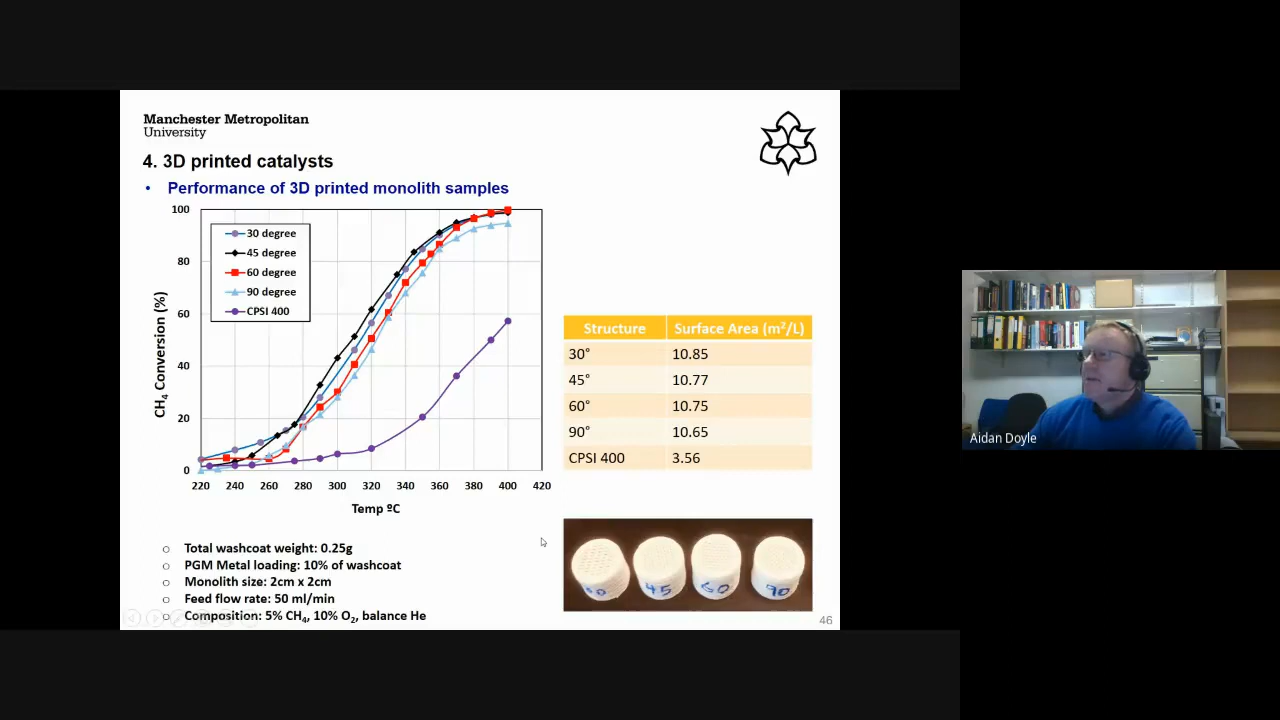 Manchester Metropolitan
University
4. 3D printed catalysts
• Performance of 3D printed monolith samples
100
80
60
40
20
0
CH4 Conversion (%)
30 degree
45 degree
60 degree
90 degree
CPSI 400
220 240 260 280 300 320 340 360 380 400 420
Temp ºC
Structure Surface Area (m²/L)
30° 10.85
45° 10.77
60° 10.75
90° 10.65
CPSI 400 3.56
45 60 90
Total washcoat weight: 0.25g
PGM Metal loading: 10% of washcoat
Monolith size: 2cm x 2cm
Feed flow rate: 50 ml/min
Composition: 5% CH4, 10% O2, balance He
46
Aidan Doyle